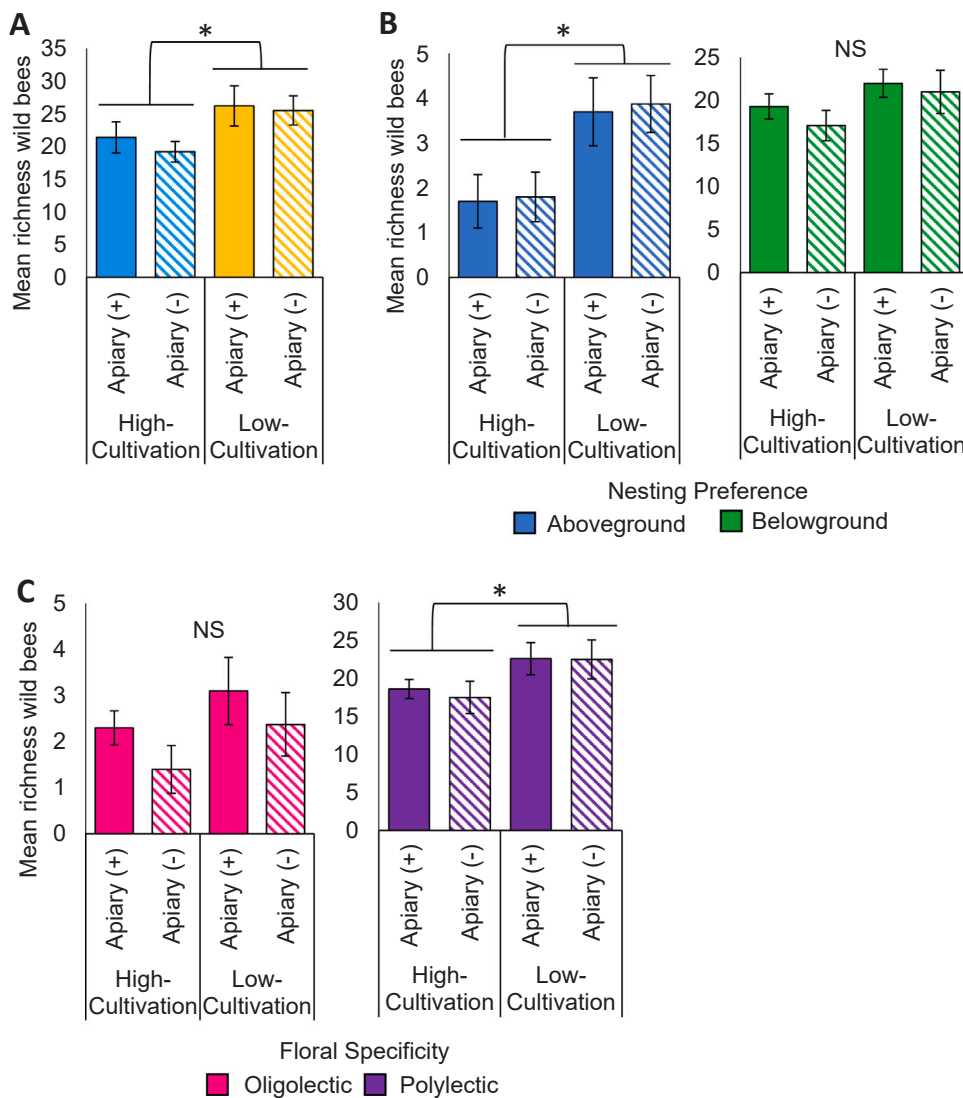 A
Mean richness wild bees
35
30
25
20
15
10
5
0
*
Apiary (+)
Apiary (-)
Apiary (+)
Apiary (-)
High-
Cultivation
Low-
Cultivation
B
Mean richness wild bees
5
4
3
2
1
0
*
Apiary (+)
Apiary (-)
Apiary (+)
Apiary (-)
High-
Cultivation
Low-
Cultivation
25
20
15
10
5
0
NS
Apiary (+)
Apiary (-)
Apiary (+)
Apiary (-)
High-
Cultivation
Low-
Cultivation
Nesting Preference
Aboveground Belowground
C
Mean richness wild bees
5
4
3
2
1
0
NS
Apiary (+)
Apiary (-)
Apiary (+)
Apiary (-)
High-
Cultivation
Low-
Cultivation
30
25
20
15
10
5
0
*
Apiary (+)
Apiary (-)
Apiary (+)
Apiary (-)
High-
Cultivation
Low-
Cultivation
Floral Specificity
Oligolectic Polylectic